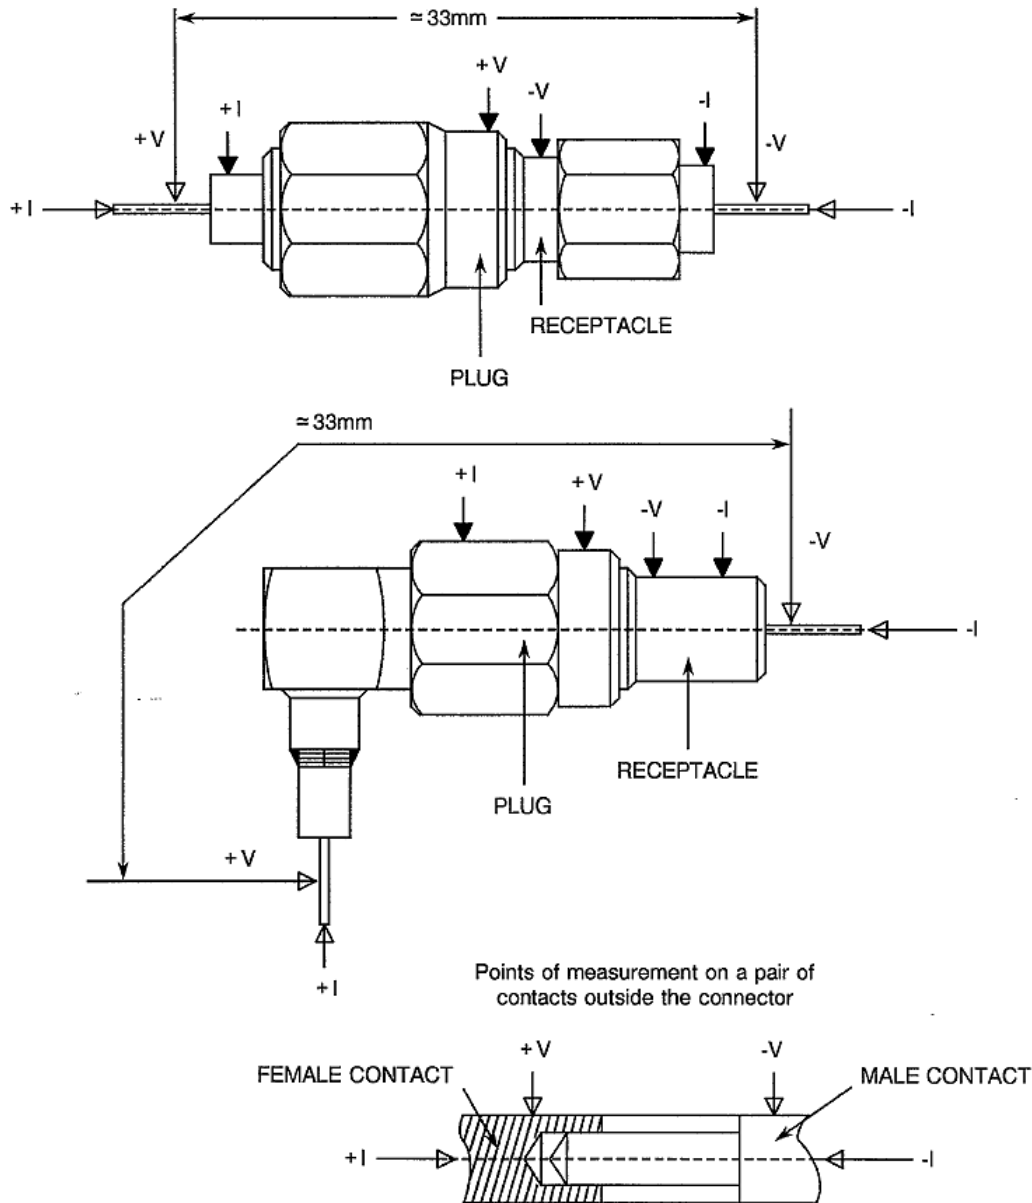 ≃ 33mm
+V
-V
+I
-I
+V
-V
+I
-I
RECEPTACLE
PLUG
≃ 33mm
+I
+V
-V
-I
-V
-I
RECEPTACLE
PLUG
+V
+I
Points of measurement on a pair of
contacts outside the connector
+V
-V
FEMALE CONTACT
MALE CONTACT
+I
-I